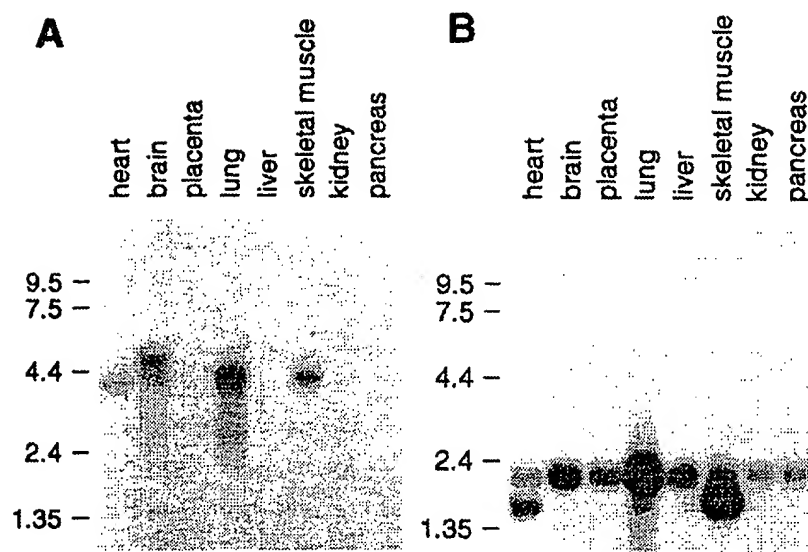 A
heart
brain
placenta
lung
liver
skeletal muscle
kidney
pancreas
9.5 –
7.5 –
4.4 –
2.4 –
1.35 –
B
heart
brain
placenta
lung
liver
skeletal muscle
kidney
pancreas
9.5 –
7.5 –
4.4 –
2.4 –
1.35 –